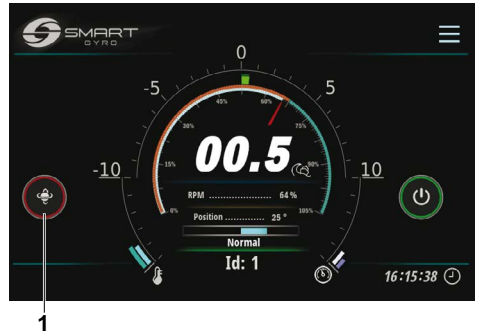 SMART
GYRO
0
-5 5
45% 60%
30% 75%
00.5
-10 15% 90% 10
RPM ..................... 64 %
0% 105%
Position ............. 25 °
Normal
Id: 1
16:15:38
1